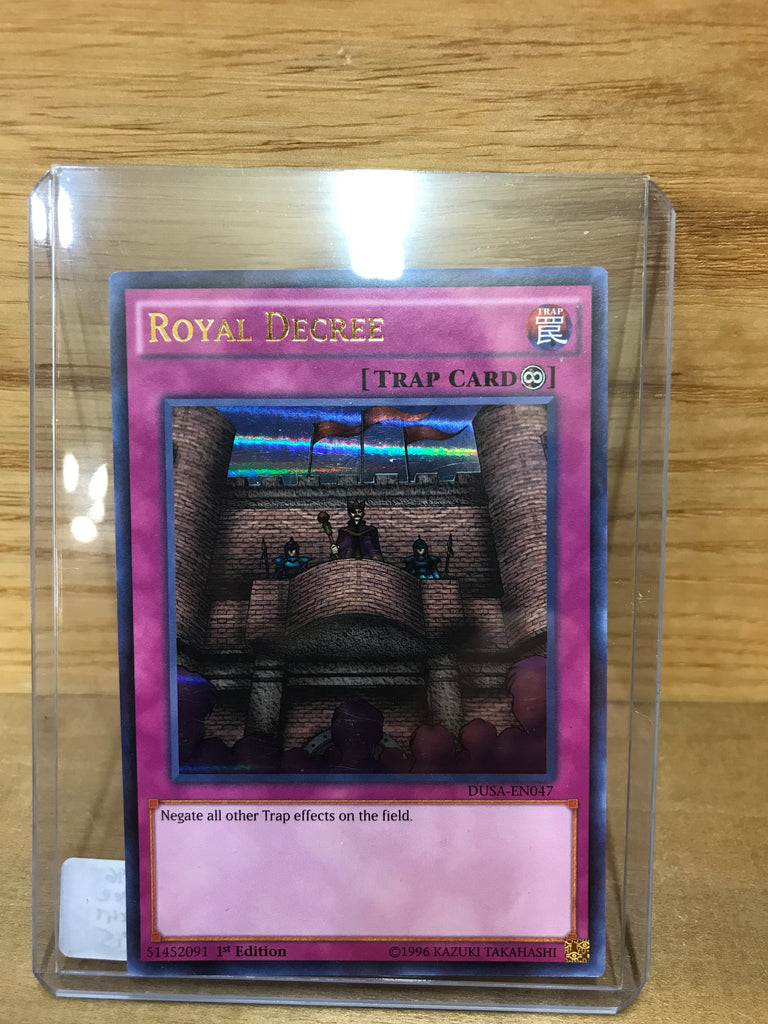 ROYAL DECREE
TRAP
罠
[TRAP CARD♾]
DUSA-EN047
Negate all other Trap effects on the field.
51452091 1st Edition ©1996 KAZUKI TAKAHASHI